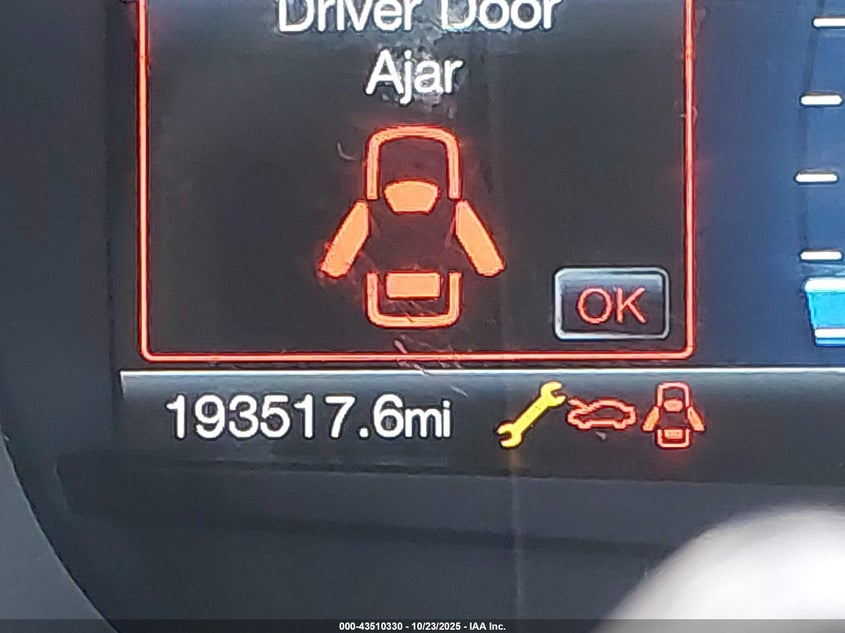 Driver Door
Ajar
OK
193517.6mi
000-43510330 - 10/23/2025 - IAA Inc.